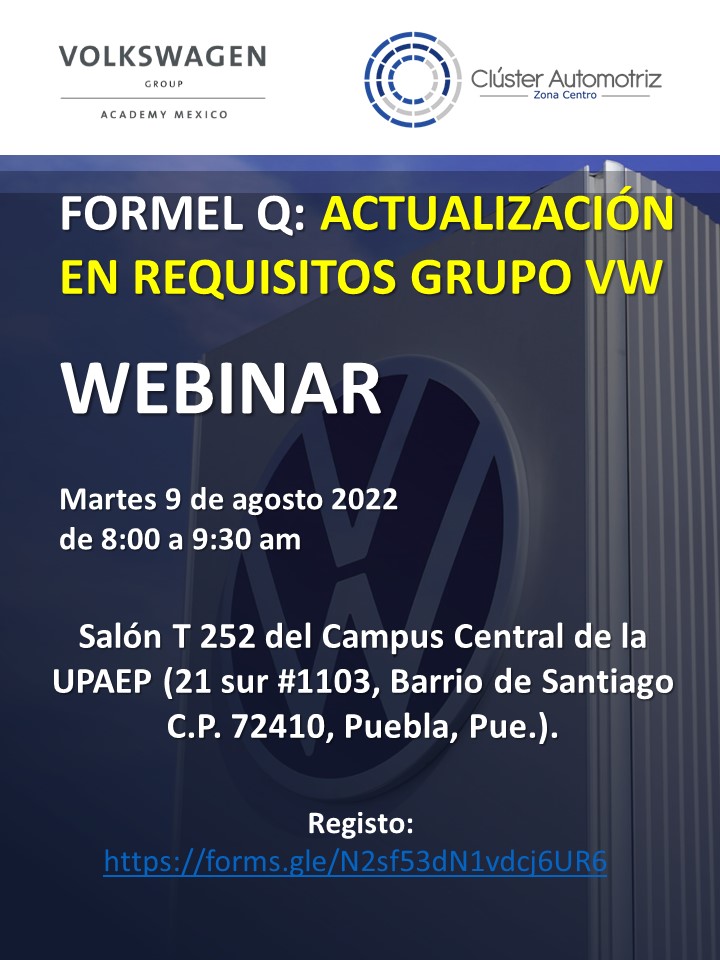 VOLKSWAGEN
GROUP
ACADEMY MEXICO
Clúster Automotriz
Zona Centro
FORMEL Q: ACTUALIZACIÓN
EN REQUISITOS GRUPO VW
WEBINAR
Martes 9 de agosto 2022
de 8:00 a 9:30 am
Salón T 252 del Campus Central de la
UPAEP (21 sur #1103, Barrio de Santiago
C.P. 72410, Puebla, Pue.).
Registo:
https://forms.gle/N2sf53dN1vdcj6UR6